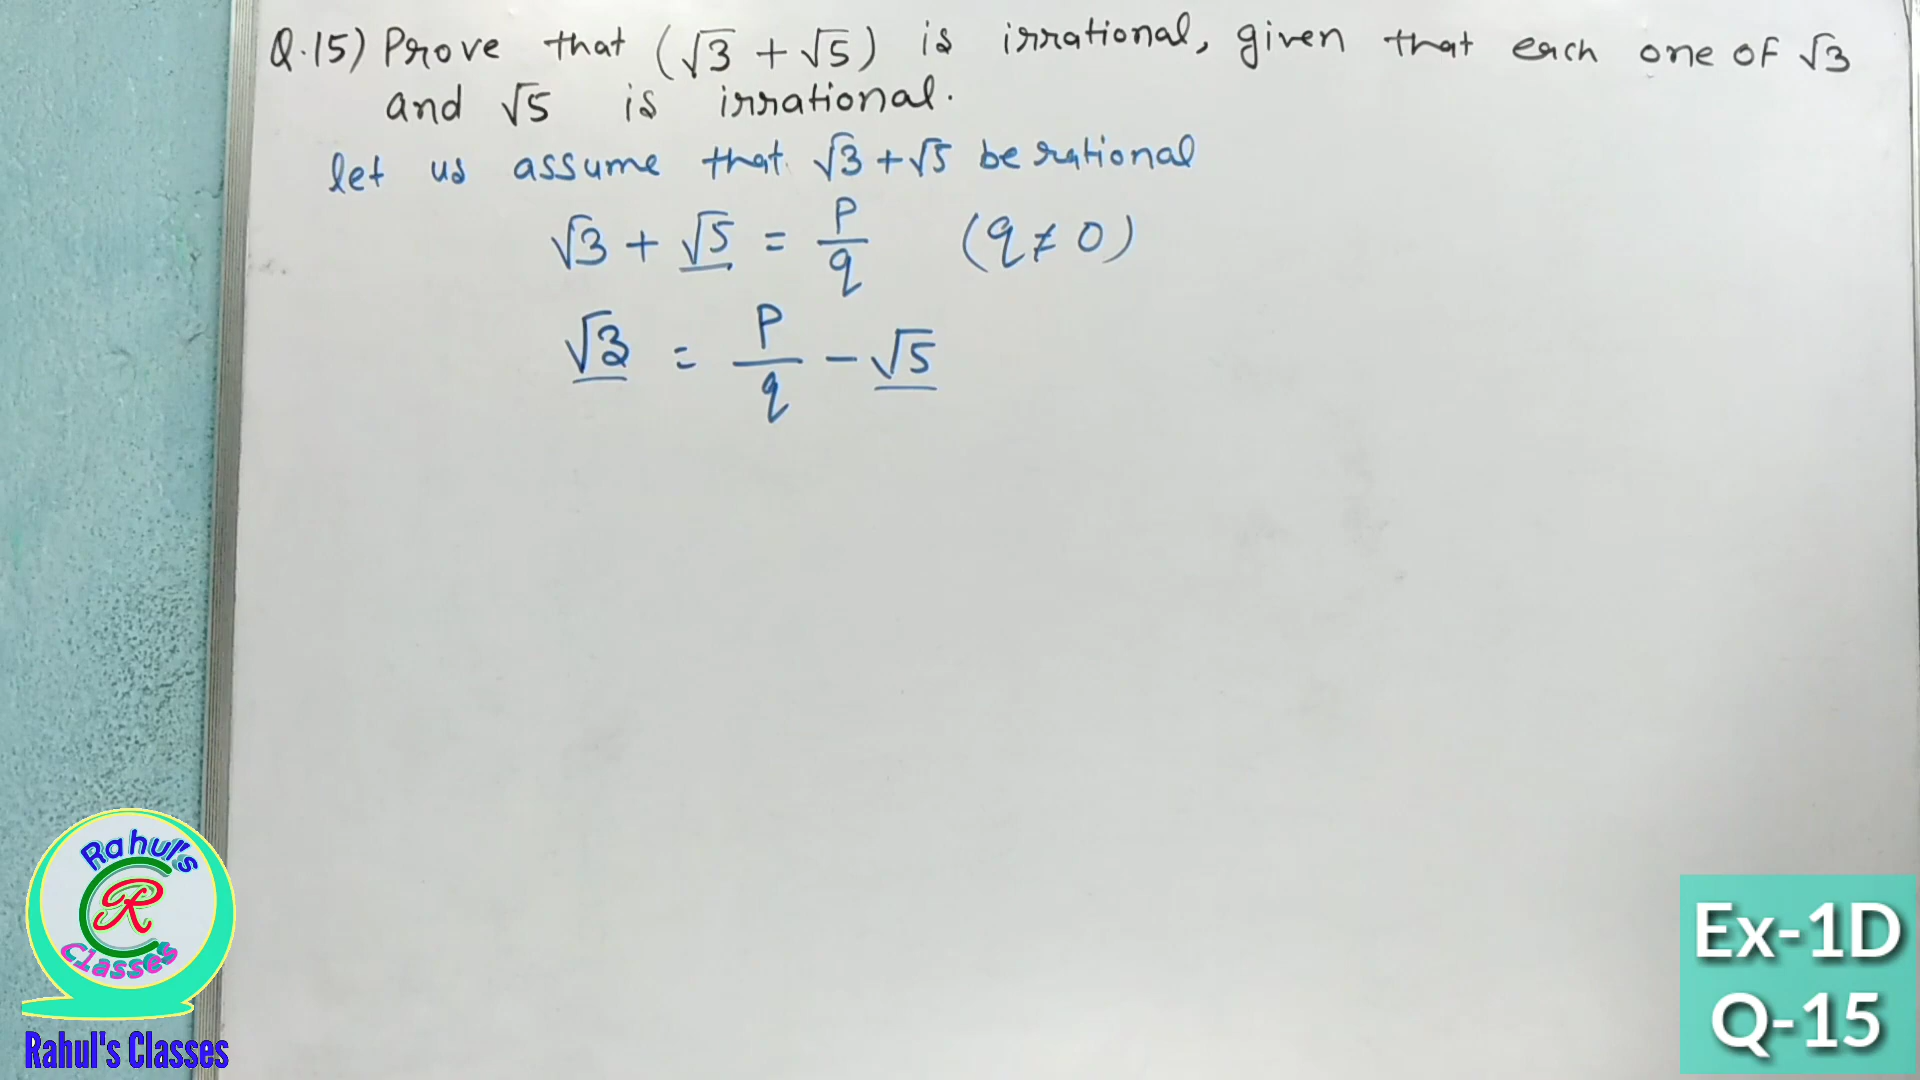 Q.15) Prove that (√3 + √5) is irrational, given that each one of √3
and √5 is irrational.
let us assume that √3 + √5 be rational
√3 + √5 = p/q (q ≠ 0)
√3 = p/q - √5
Rahul's
CR
Classes
Rahul's Classes
Ex-1D
Q-15